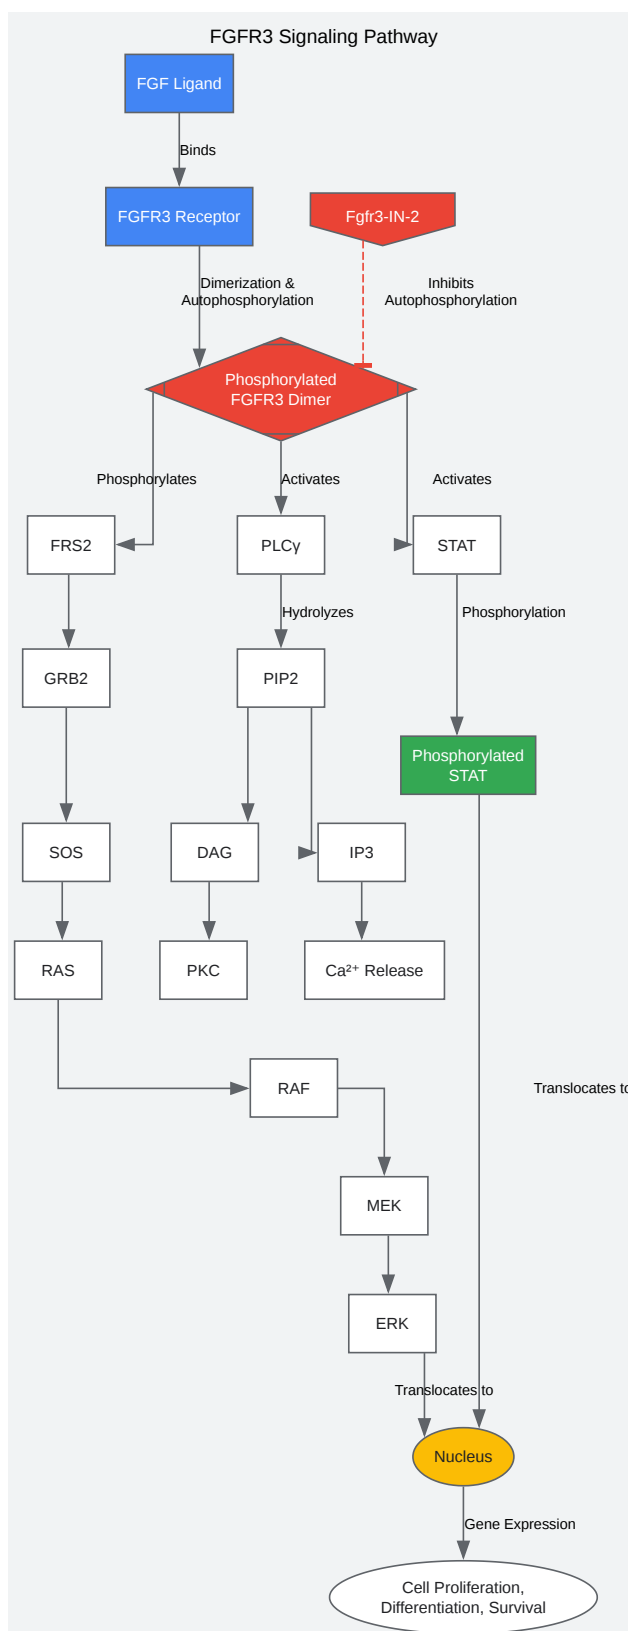 FGFR3 Signaling Pathway
FGF Ligand
Binds
FGFR3 Receptor
Fgfr3-IN-2
Dimerization &
Autophosphorylation
Inhibits
Autophosphorylation
Phosphorylated
FGFR3 Dimer
Phosphorylates
Activates
Activates
FRS2
PLCγ
STAT
Hydrolyzes
Phosphorylation
GRB2
PIP2
Phosphorylated
STAT
SOS
DAG
IP3
RAS
PKC
Ca²⁺ Release
RAF
Translocates to
MEK
ERK
Translocates to
Nucleus
Gene Expression
Cell Proliferation,
Differentiation, Survival